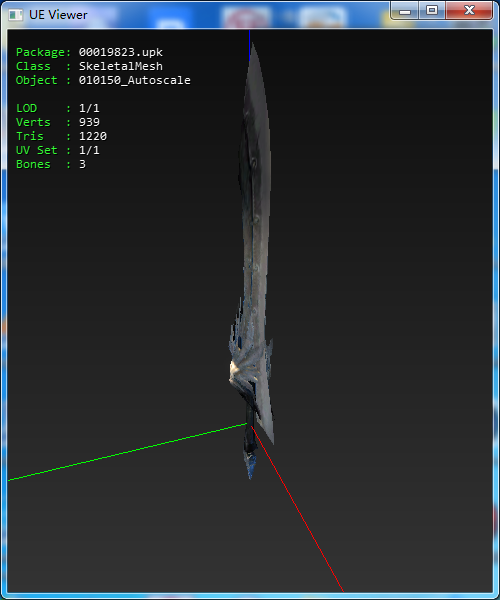 UE Viewer
Package: 00019823.upk
Class : SkeletalMesh
Object : 010150_Autoscale
LOD : 1/1
Verts : 939
Tris : 1220
UV Set : 1/1
Bones : 3